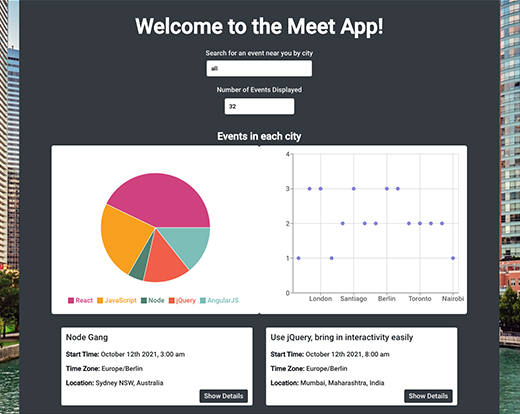 Welcome to the Meet App!
Search for an event near you by city
all
Number of Events Displayed
32
Events in each city
4
3
2
1
0
London Santiago Berlin Toronto Nairobi
React JavaScript Node jQuery AngularJS
Node Gang
Start Time: October 12th 2021, 3:00 am
Time Zone: Europe/Berlin
Location: Sydney NSW, Australia
Show Details
Use jQuery, bring in interactivity easily
Start Time: October 12th 2021, 8:00 am
Time Zone: Europe/Berlin
Location: Mumbai, Maharashtra, India
Show Details